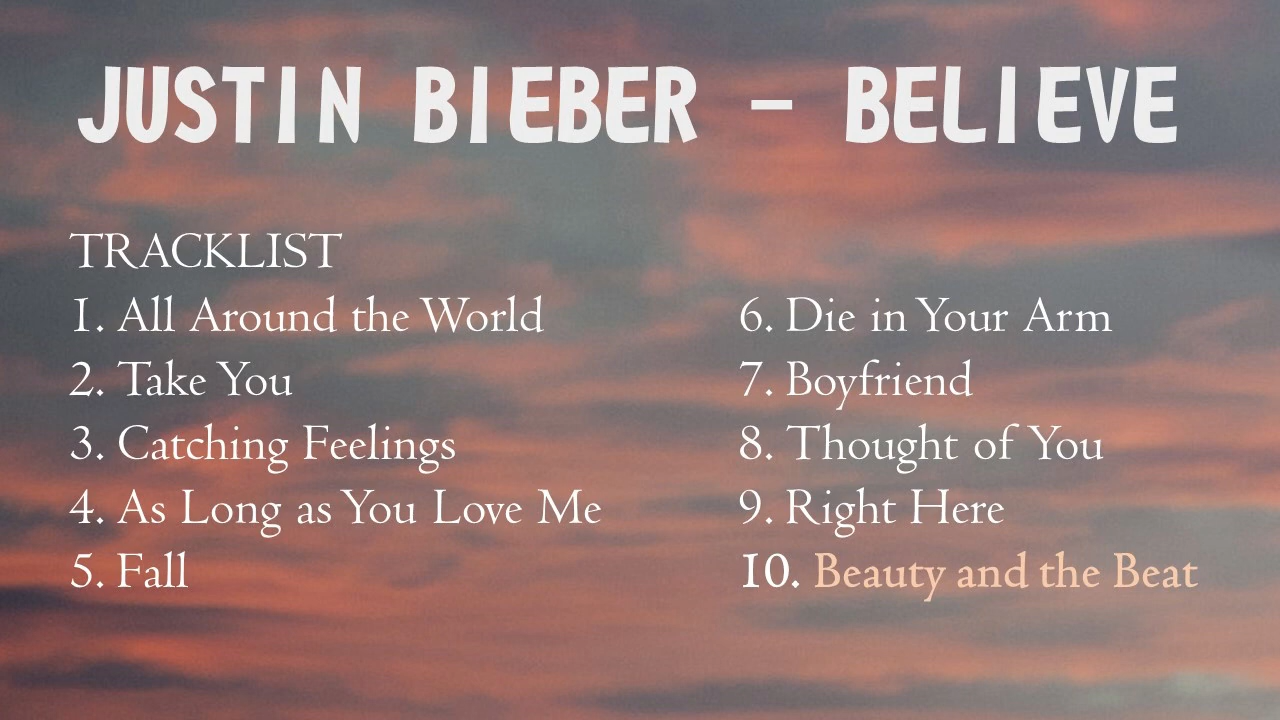 JUSTIN BIEBER - BELIEVE
TRACKLIST
1. All Around the World
2. Take You
3. Catching Feelings
4. As Long as You Love Me
5. Fall
6. Die in Your Arm
7. Boyfriend
8. Thought of You
9. Right Here
10. Beauty and the Beat